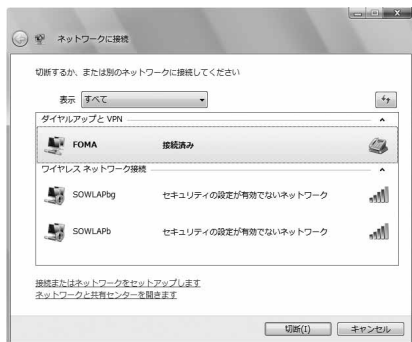 ネットワークに接続
切断するか、または別のネットワークに接続してください
表示 すべて
ダイヤルアップと VPN
FOMA 接続済み
ワイヤレス ネットワーク接続
SOWLAPbg セキュリティの設定が有効でないネットワーク
SOWLAPb セキュリティの設定が有効でないネットワーク
接続またはネットワークをセットアップします
ネットワークと共有センターを開きます
切断(I) キャンセル